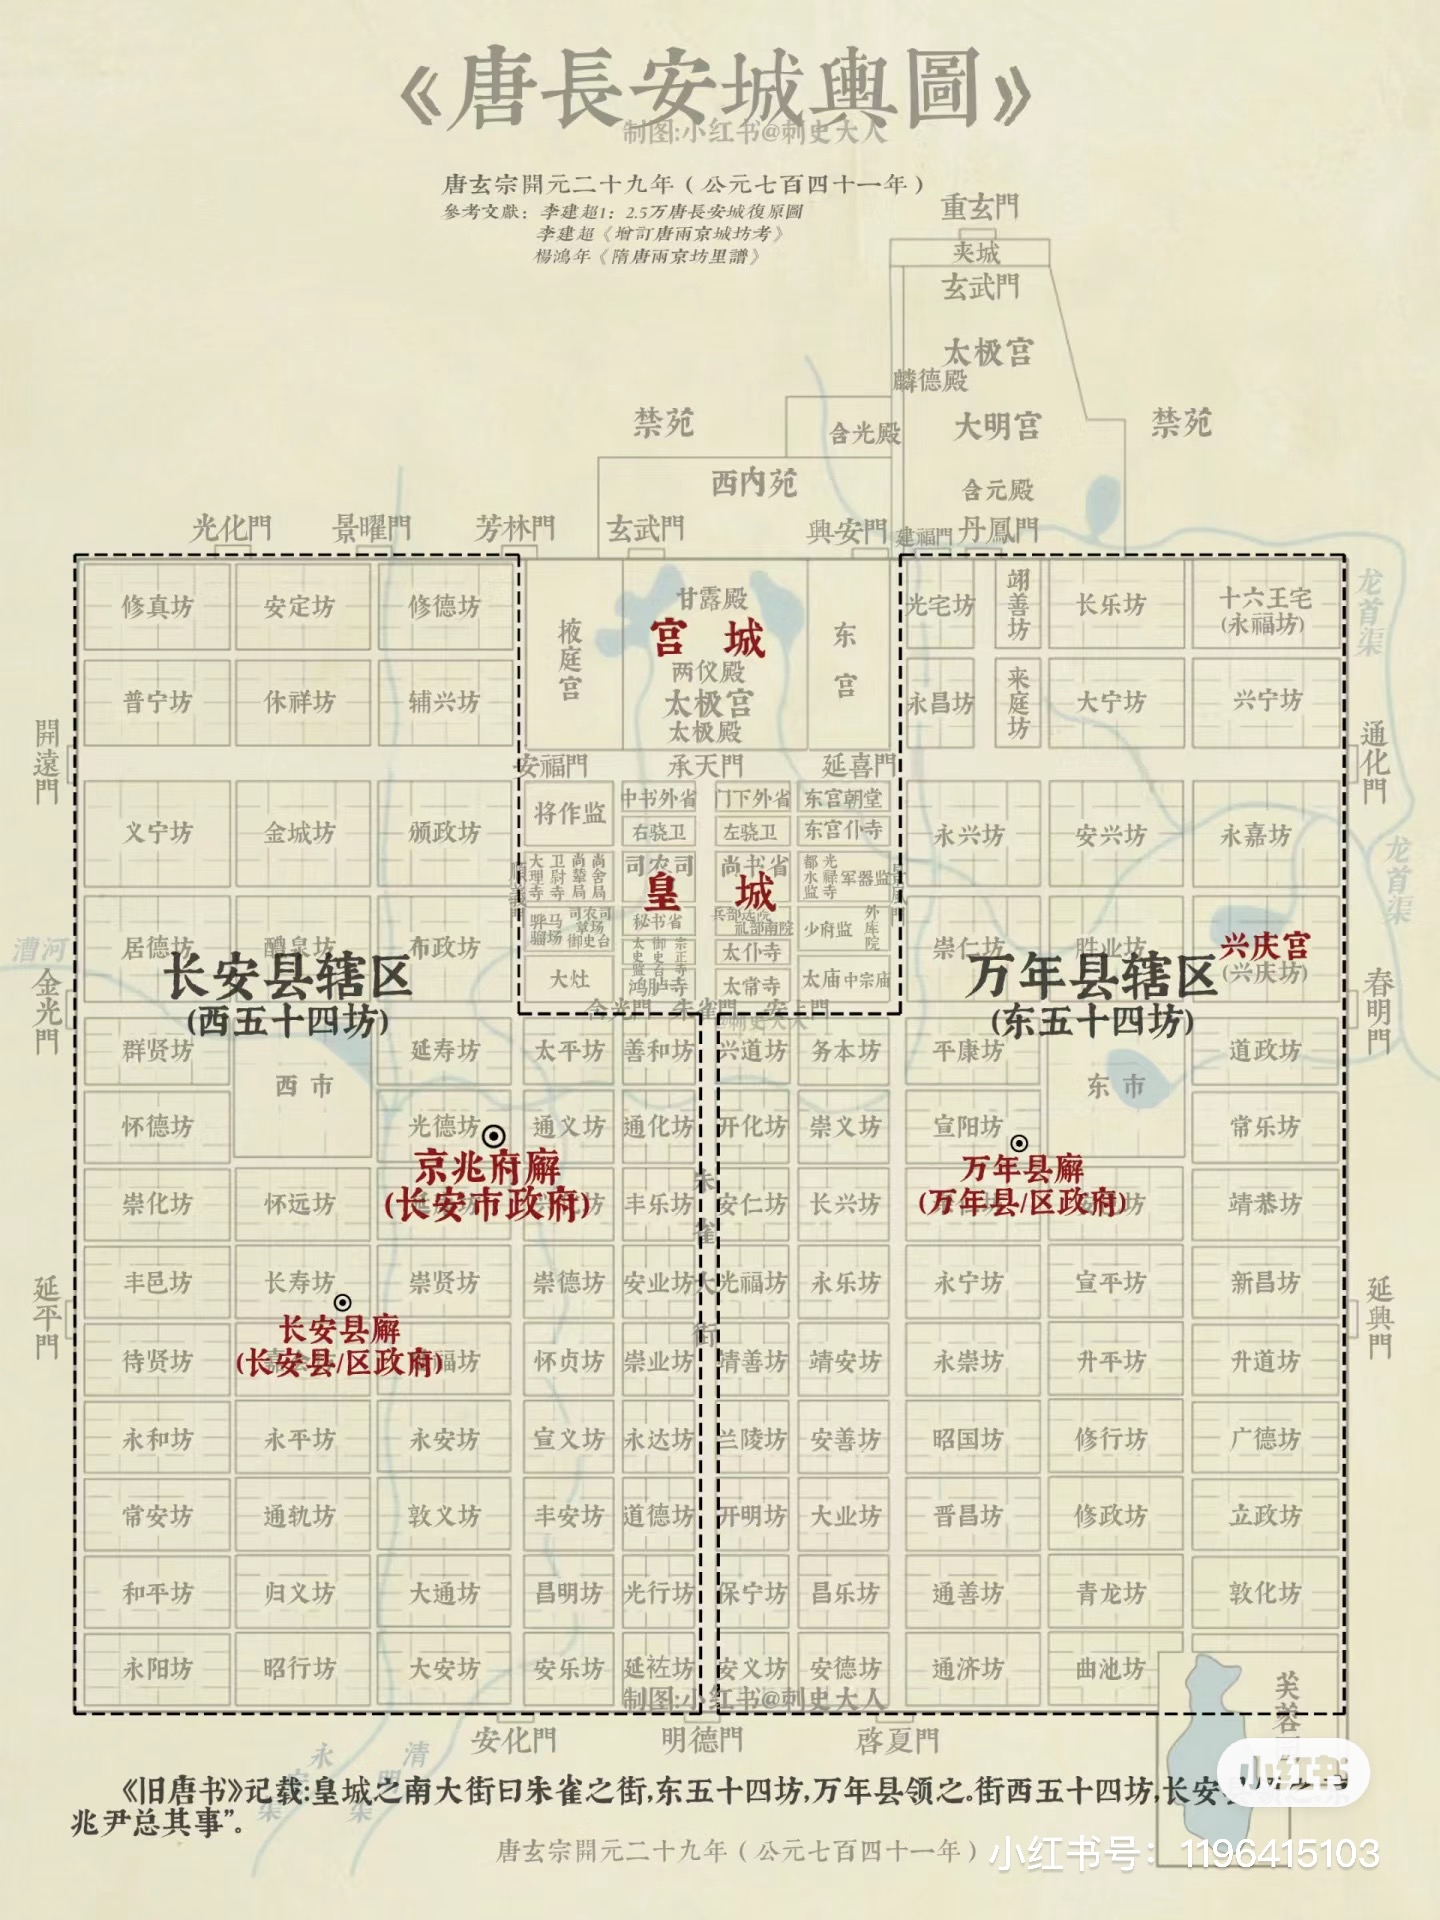 《唐長安城輿圖》
制图:小红书@刺史大人
唐玄宗開元二十九年(公元七百四十一年)
參考文獻：李建超1：2.5万唐長安城復原圖
李建超《增訂唐兩京城坊考》
楊鴻年《隋唐兩京坊里譜》
重玄門
夹城
玄武門
太极宫
麟德殿
禁苑
含光殿
大明宫
禁苑
西内苑
含元殿
光化門
景曜門
芳林門
玄武門
興安門
建福門
丹鳳門
修真坊
安定坊
修德坊
掖庭宫
甘露殿
宫 城
两仪殿
太极宫
太极殿
东宫
光宅坊
翊善坊
长乐坊
十六王宅
(永福坊)
龙首渠
普宁坊
休祥坊
辅兴坊
永昌坊
来庭坊
大宁坊
兴宁坊
開遠門
通化門
安福門
承天門
延喜門
义宁坊
金城坊
颁政坊
将作监
中书外省
门下外省
东宫朝堂
右骁卫
左骁卫
东宫仆寺
永兴坊
安兴坊
永嘉坊
龙首渠
大理寺
卫尉寺
尚辇局
尚舍局
司农司
尚书省
都水监
光禄寺
军器监
皇 城
骅骝马场
司农司草场
御史台
秘书省
兵部选院
礼部南院
少府监
外库院
漕河
居德坊
醴泉坊
布政坊
太史监
御史台
宗正寺
太仆寺
崇仁坊
胜业坊
兴庆宫
(兴庆坊)
长安县辖区
(西五十四坊)
大灶
鸿胪寺
太常寺
太庙
中宗庙
万年县辖区
(东五十四坊)
金光門
春明門
含光門
朱雀門
安上門
@刺史大人
群贤坊
西市
延寿坊
太平坊
善和坊
兴道坊
务本坊
平康坊
东市
道政坊
怀德坊
光德坊
通义坊
通化坊
开化坊
崇义坊
宣阳坊
常乐坊
京兆府廨
(长安市政府)
万年县廨
(万年县/区政府)
崇化坊
怀远坊
丰乐坊
朱雀大街
安仁坊
长兴坊
靖恭坊
延平門
丰邑坊
长寿坊
崇贤坊
崇德坊
安业坊
光福坊
永乐坊
永宁坊
宣平坊
新昌坊
延興門
长安县廨
(长安县/区政府)
待贤坊
怀贞坊
崇业坊
靖善坊
靖安坊
永崇坊
升平坊
升道坊
永和坊
永平坊
永安坊
宣义坊
永达坊
兰陵坊
安善坊
昭国坊
修行坊
广德坊
常安坊
通轨坊
敦义坊
丰安坊
道德坊
开明坊
大业坊
晋昌坊
修政坊
立政坊
和平坊
归义坊
大通坊
昌明坊
光行坊
保宁坊
昌乐坊
通善坊
青龙坊
敦化坊
永阳坊
昭行坊
大安坊
安乐坊
延祚坊
安义坊
安德坊
通济坊
曲池坊
制图:小红书@刺史大人
芙蓉
安化門
明德門
啓夏門
永安渠
清明渠
小红书
《旧唐书》记载:皇城之南大街曰朱雀之街,东五十四坊,万年县领之.街西五十四坊,长安
兆尹总其事”。
唐玄宗開元二十九年(公元七百四十一年)
小红书号：1196415103